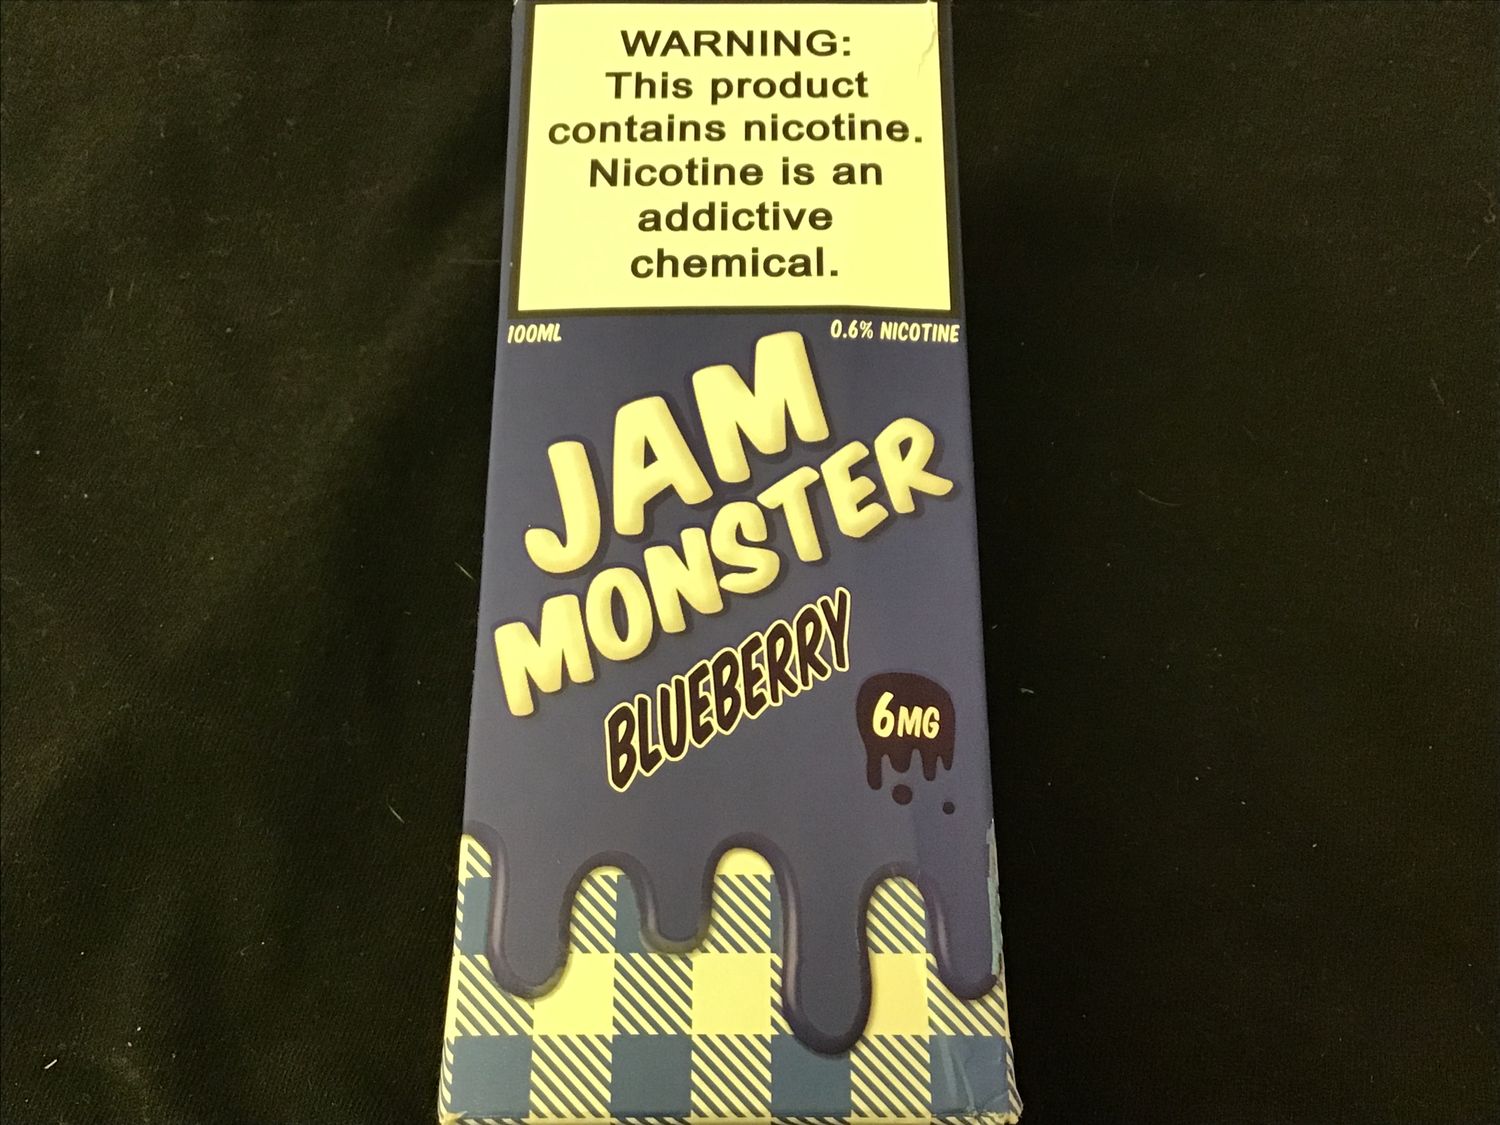 WARNING:
This product
contains nicotine.
Nicotine is an
addictive
chemical.
100ML 0.6% NICOTINE
JAM
MONSTER
BLUEBERRY
6MG